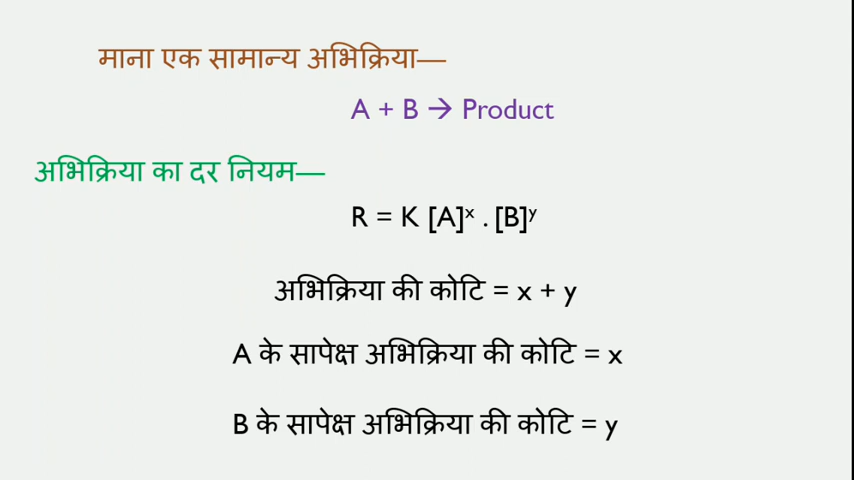 माना एक सामान्य अभिक्रिया—
A + B → Product
अभिक्रिया का दर नियम—
R = K [A]ˣ . [B]ʸ
अभिक्रिया की कोटि = x + y
A के सापेक्ष अभिक्रिया की कोटि = x
B के सापेक्ष अभिक्रिया की कोटि = y